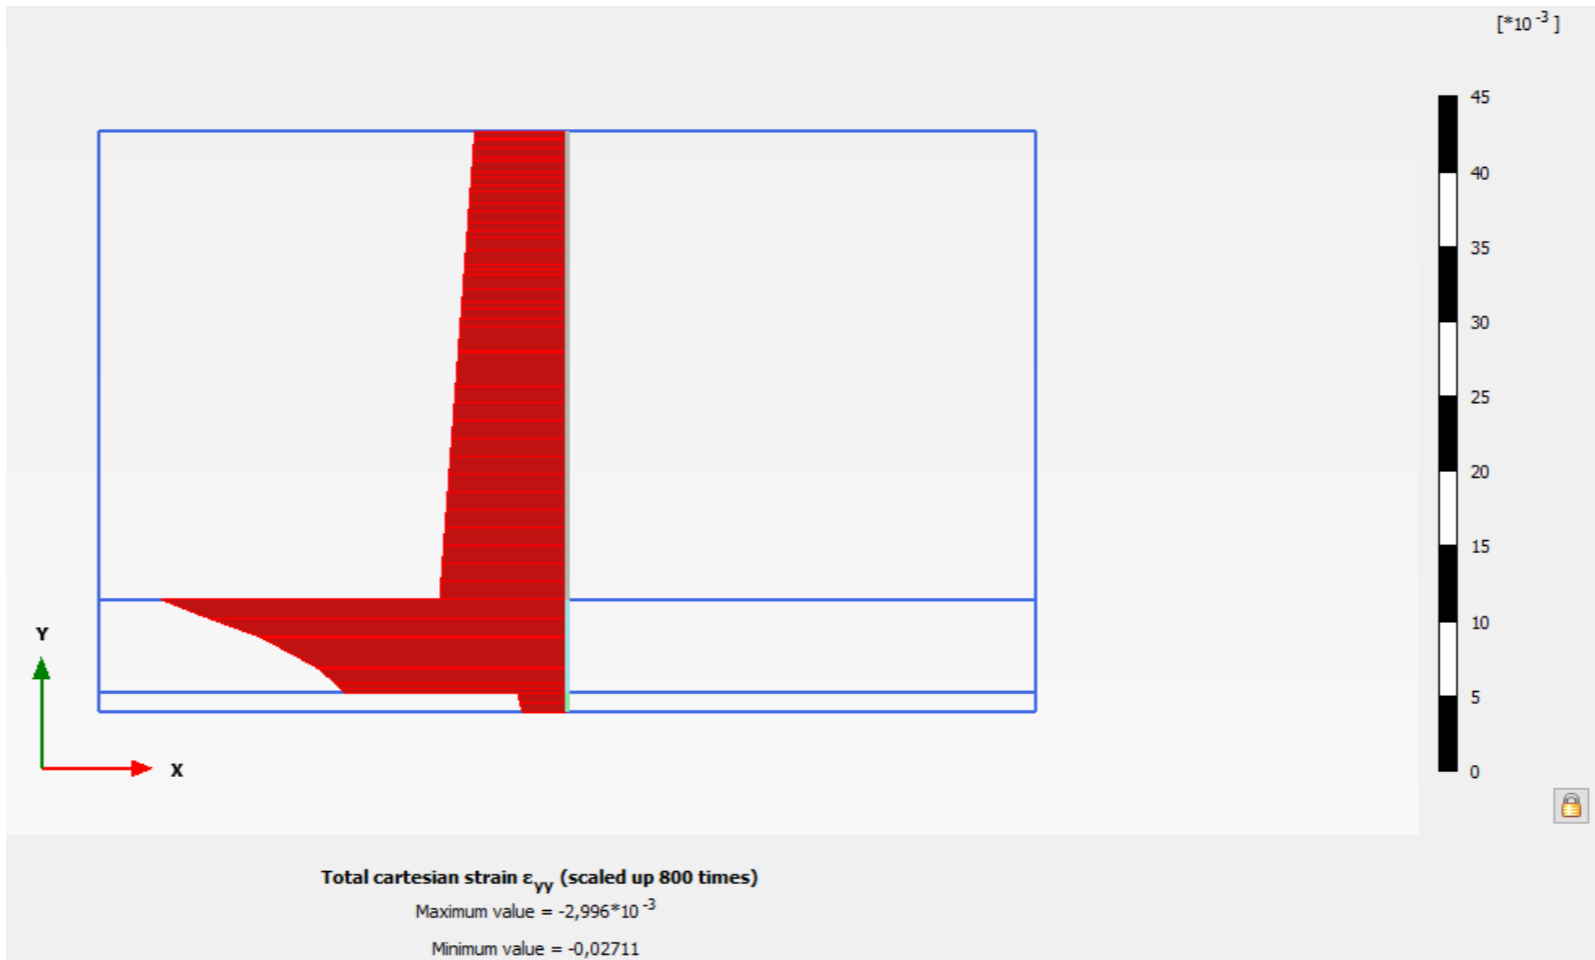 [*10 -3 ]
45
40
35
30
25
20
15
10
5
0
Y
X
Total cartesian strain εyy (scaled up 800 times)
Maximum value = -2,996*10 -3
Minimum value = -0,02711